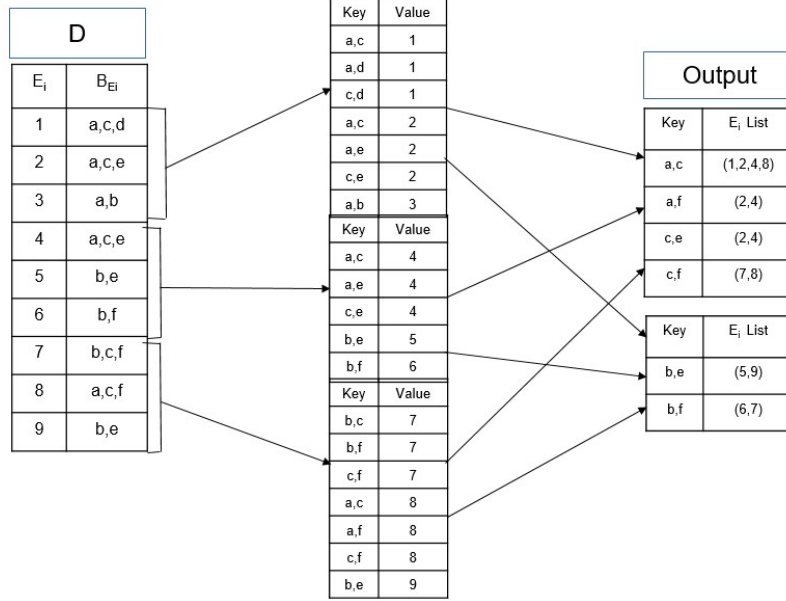 D
Ei BEi
1 a,c,d
2 a,c,e
3 a,b
4 a,c,e
5 b,e
6 b,f
7 b,c,f
8 a,c,f
9 b,e
Key Value
a,c 1
a,d 1
c,d 1
a,c 2
a,e 2
c,e 2
a,b 3
Key Value
a,c 4
a,e 4
c,e 4
b,e 5
b,f 6
Key Value
b,c 7
b,f 7
c,f 7
a,c 8
a,f 8
c,f 8
b,e 9
Output
Key Ei List
a,c (1,2,4,8)
a,f (2,4)
c,e (2,4)
c,f (7,8)
Key Ei List
b,e (5,9)
b,f (6,7)